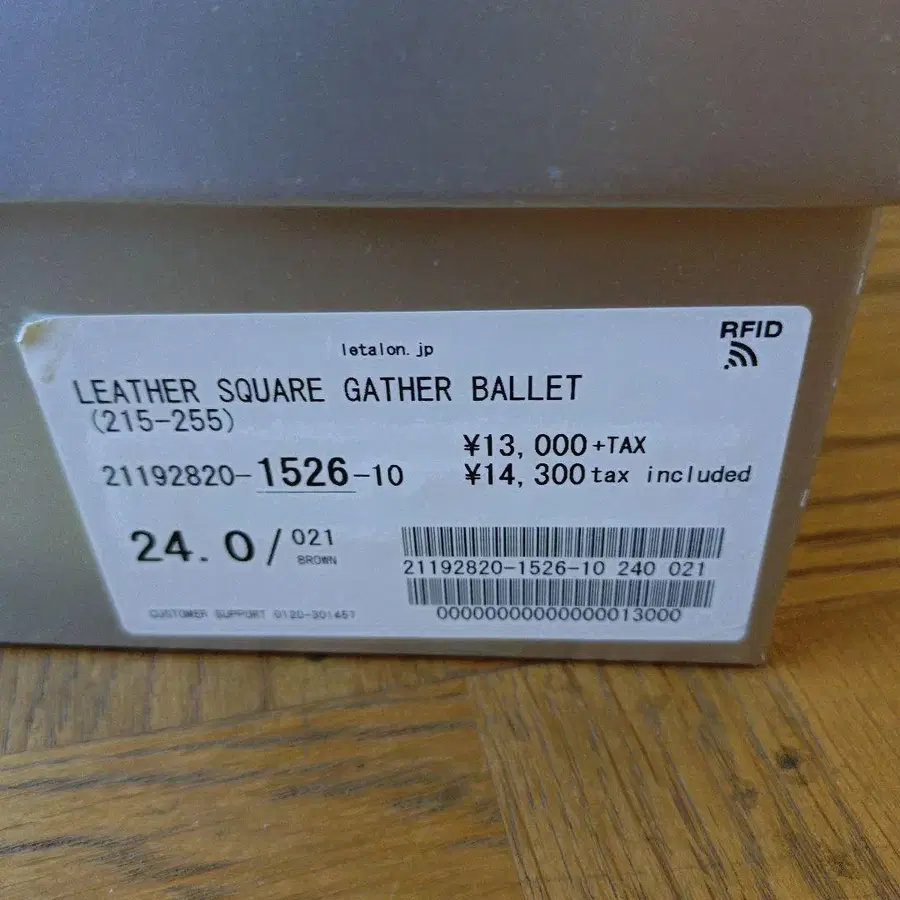 letalon.jp
RFID
LEATHER SQUARE GATHER BALLET
(215-255)
¥13,000+TAX
21192820-1526-10
¥14,300 tax included
24.0/021
BROWN
21192820-1526-10 240 021
00000000000000013000
CUSTOMER SUPPORT 0120-301457